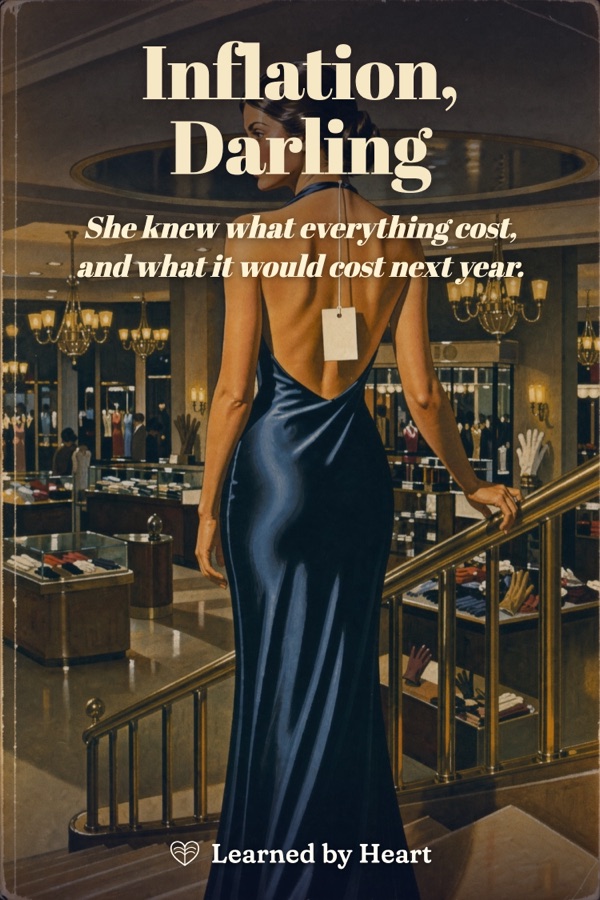 Inflation,
Darling
She knew what everything cost,
and what it would cost next year.
Learned by Heart